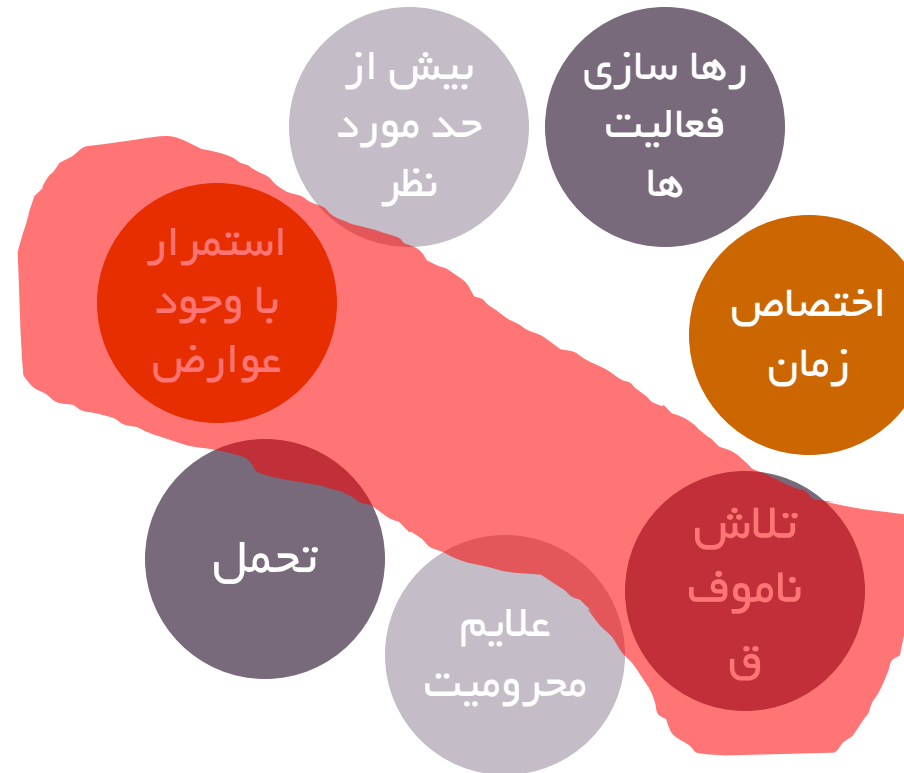 رها سازی
فعالیت
ها
اختصاص
زمان
تلاش
ناموف
ق
علایم
محرومیت
تحمل
استمرار
با وجود
عوارض
بیش از
حد مورد
نظر